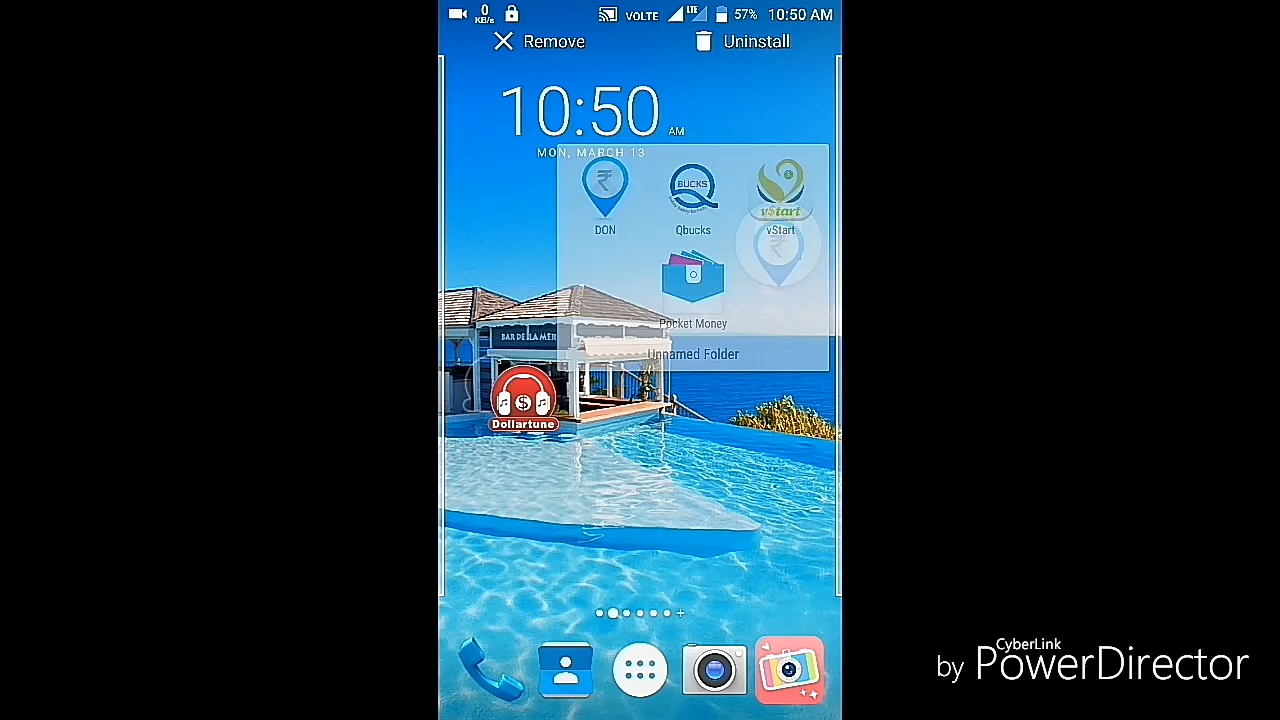 0
KB/s
VOLTE
LTE
57%
10:50 AM
Remove
Uninstall
10:50
AM
MON, MARCH 13
BUCKS
v$tart
DON
Qbucks
vStart
Pocket Money
Unnamed Folder
BAR DE LA MER
$
Dollartune
CyberLink
by PowerDirector